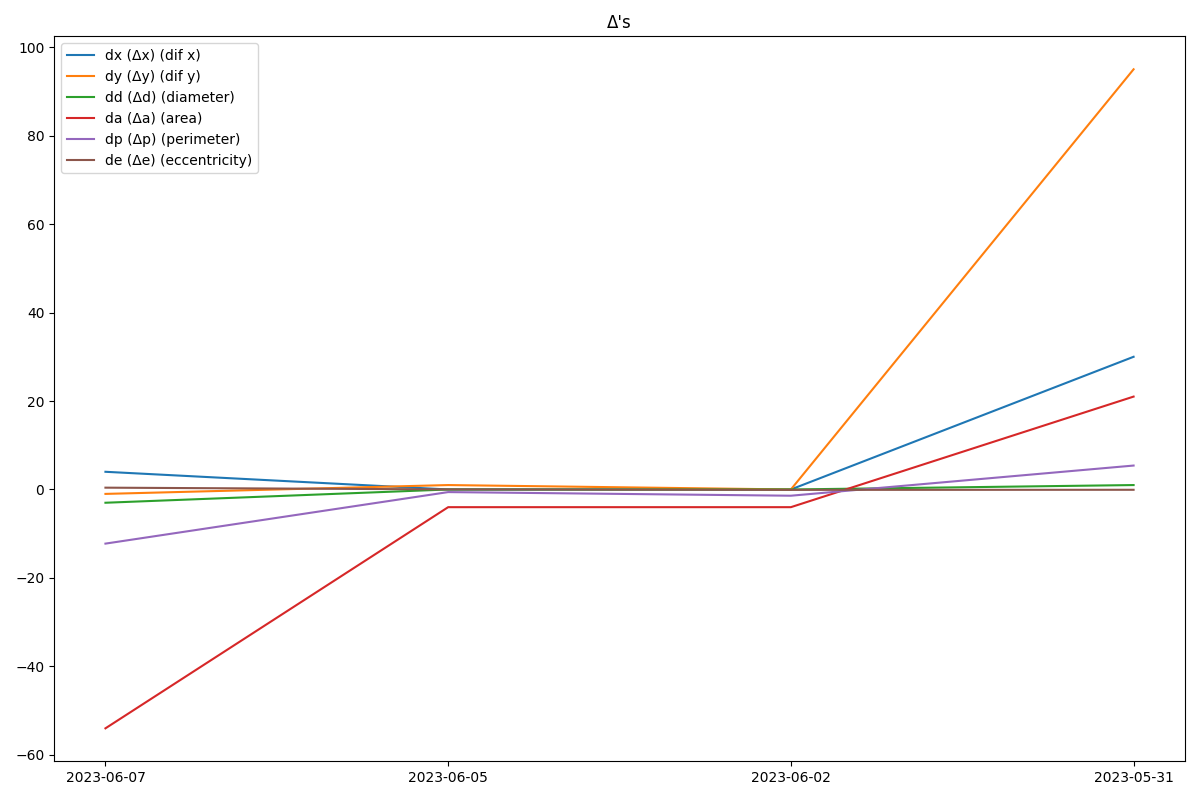 Δ's
dx (Δx) (dif x)
dy (Δy) (dif y)
dd (Δd) (diameter)
da (Δa) (area)
dp (Δp) (perimeter)
de (Δe) (eccentricity)
100
80
60
40
20
0
−20
−40
−60
2023-06-07 2023-06-05 2023-06-02 2023-05-31